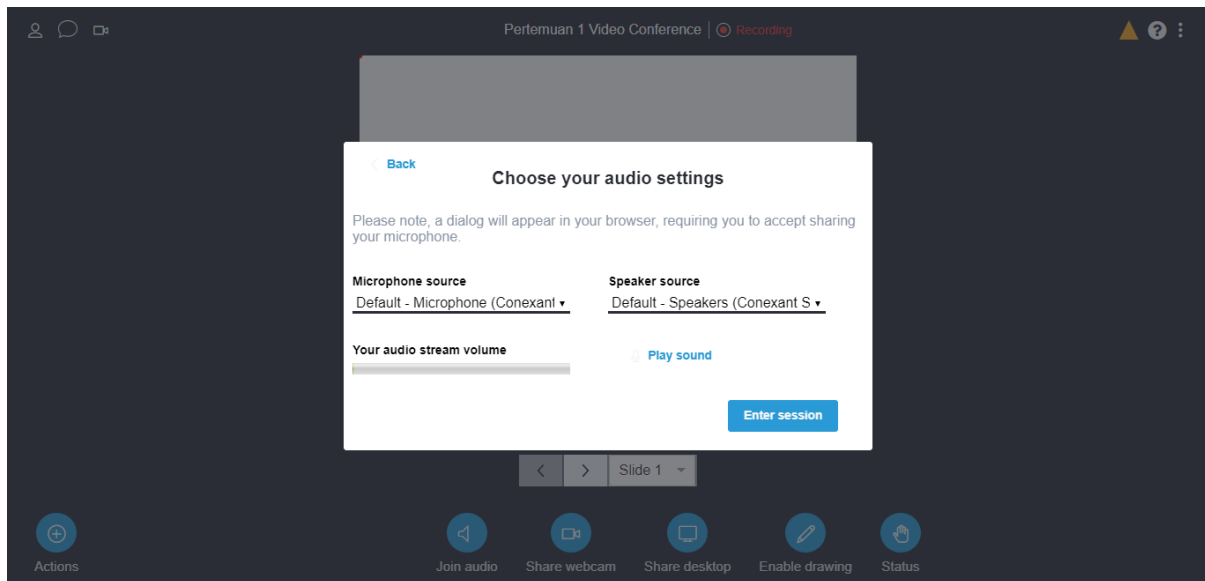 Pertemuan 1 Video Conference Recording
Back
Choose your audio settings
Please note, a dialog will appear in your browser, requiring you to accept sharing
your microphone.
Microphone source
Default - Microphone (Conexant
Speaker source
Default - Speakers (Conexant S
Your audio stream volume
Play sound
Enter session
Slide 1
Actions
Join audio
Share webcam
Share desktop
Enable drawing
Status